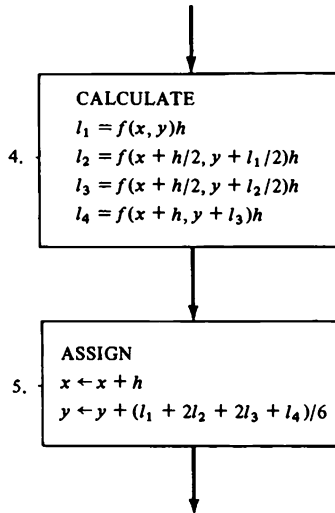 4.
CALCULATE
l₁ = f(x, y)h
l₂ = f(x + h/2, y + l₁/2)h
l₃ = f(x + h/2, y + l₂/2)h
l₄ = f(x + h, y + l₃)h
5.
ASSIGN
x ← x + h
y ← y + (l₁ + 2l₂ + 2l₃ + l₄)/6